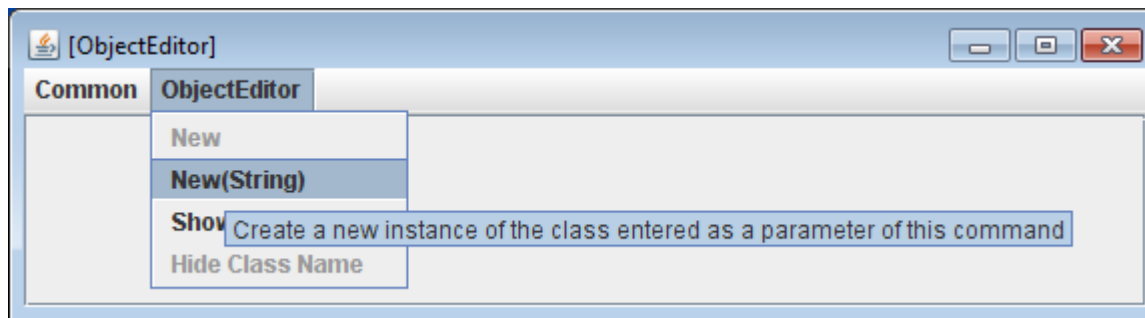 [ObjectEditor]
Common ObjectEditor
New
New(String)
Show
Create a new instance of the class entered as a parameter of this command
Hide Class Name